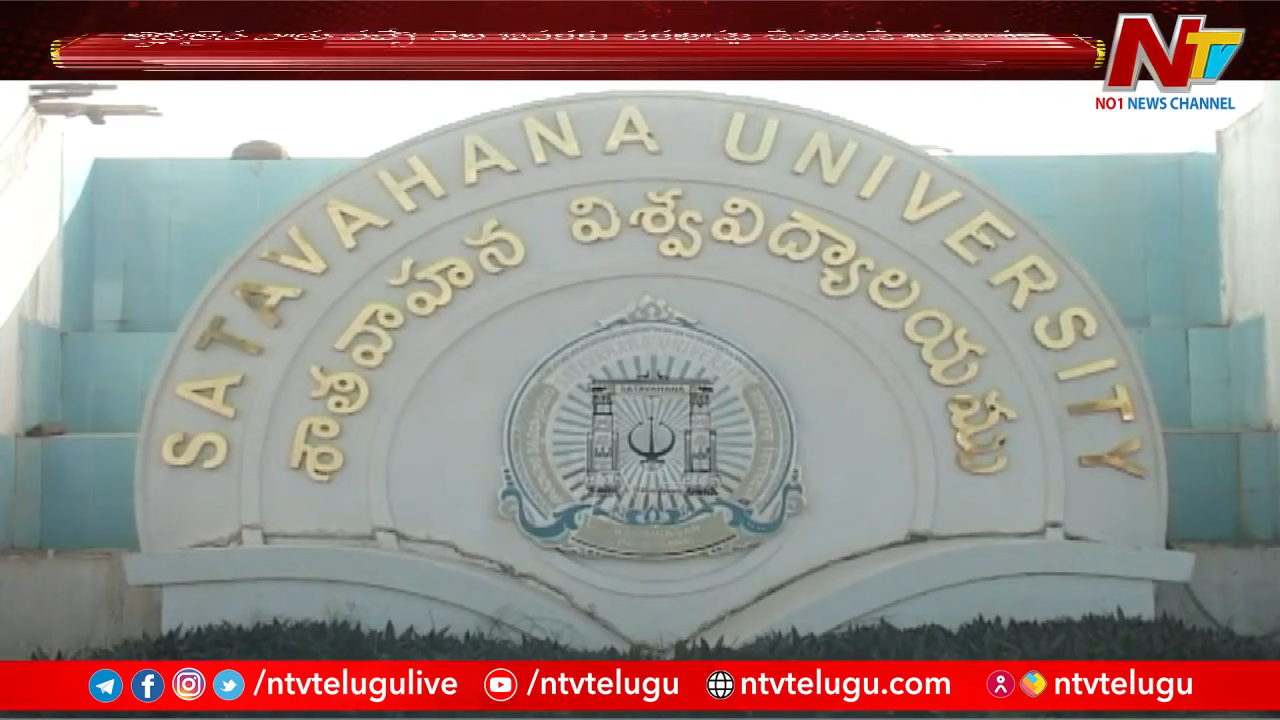 NTV
NO1 NEWS CHANNEL
SATAVAHANA UNIVERSITY
శాతవాహన విశ్వవిద్యాలయము
SATAVAHANA
/ntvtelugulive
/ntvtelugu
ntvtelugu.com
ntvtelugu